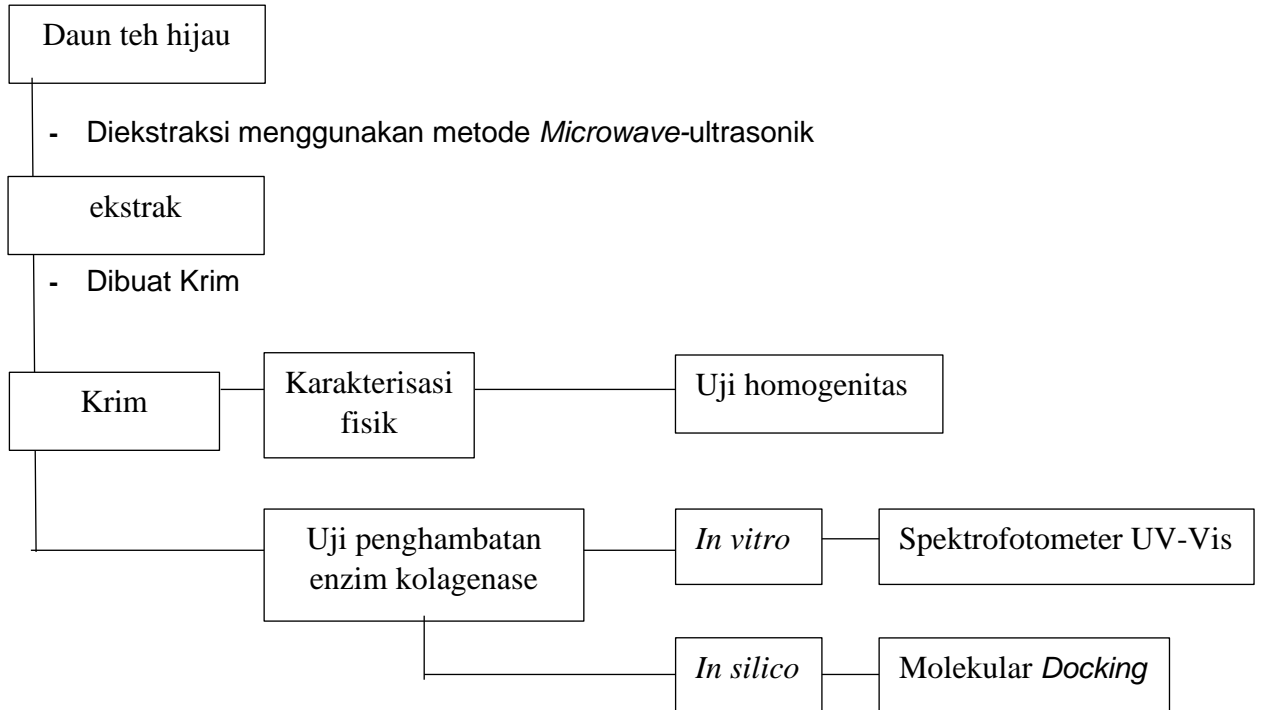 Daun teh hijau
- Diekstraksi menggunakan metode Microwave-ultrasonik
ekstrak
- Dibuat Krim
Krim
Karakterisasi
fisik
Uji homogenitas
Uji penghambatan
enzim kolagenase
In vitro
Spektrofotometer UV-Vis
In silico
Molekular Docking